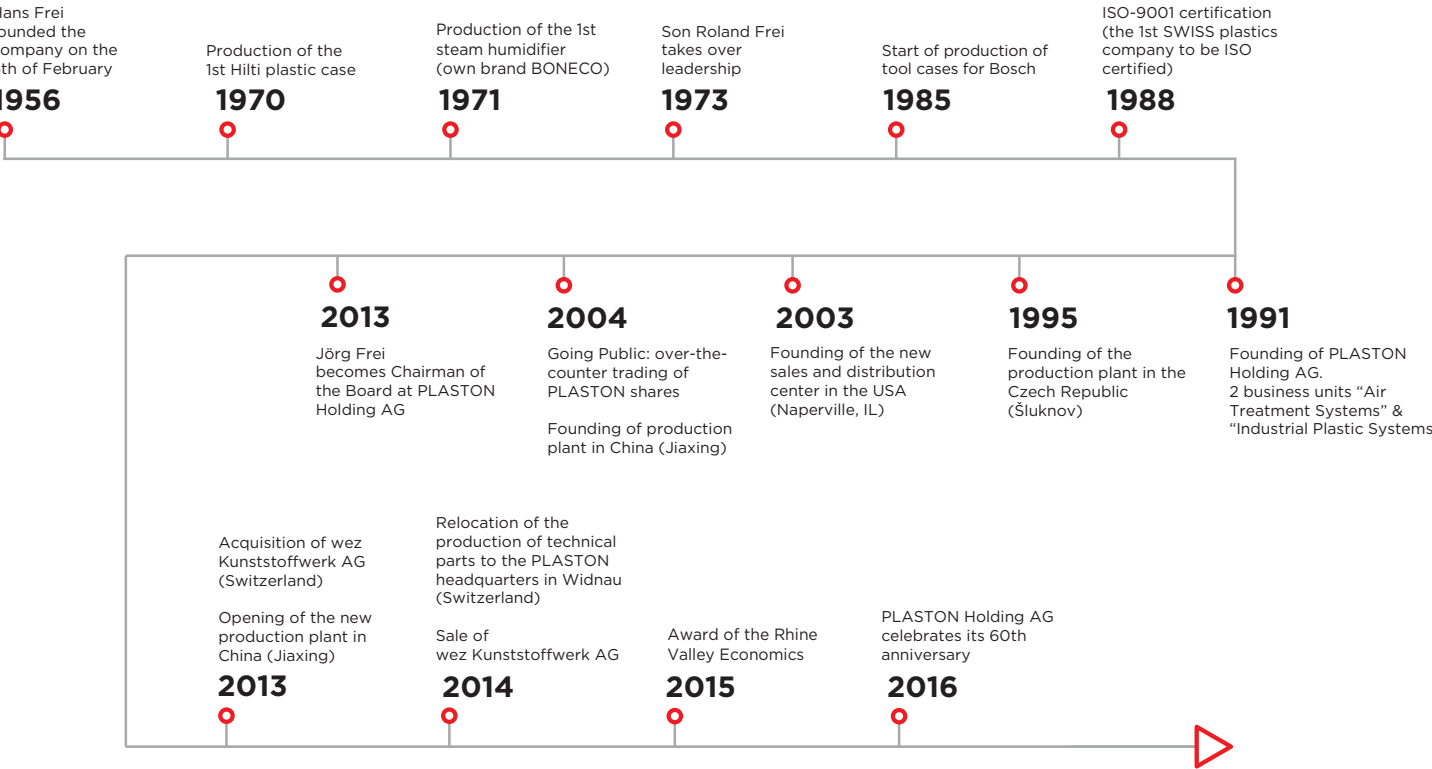 Hans Frei
ounded the
ompany on the
th of February
1956
Production of the
1st Hilti plastic case
1970
Production of the 1st
steam humidifier
(own brand BONECO)
1971
Son Roland Frei
takes over
leadership
1973
Start of production of
tool cases for Bosch
1985
ISO-9001 certification
(the 1st SWISS plastics
company to be ISO
certified)
1988
2013
Jörg Frei
becomes Chairman of
the Board at PLASTON
Holding AG
2004
Going Public: over-the-
counter trading of
PLASTON shares
Founding of production
plant in China (Jiaxing)
2003
Founding of the new
sales and distribution
center in the USA
(Naperville, IL)
1995
Founding of the
production plant in the
Czech Republic
(Šluknov)
1991
Founding of PLASTON
Holding AG.
2 business units “Air
Treatment Systems” &
“Industrial Plastic Systems
Acquisition of wez
Kunststoffwerk AG
(Switzerland)
Opening of the new
production plant in
China (Jiaxing)
2013
Relocation of the
production of technical
parts to the PLASTON
headquarters in Widnau
(Switzerland)
Sale of
wez Kunststoffwerk AG
2014
Award of the Rhine
Valley Economics
2015
PLASTON Holding AG
celebrates its 60th
anniversary
2016